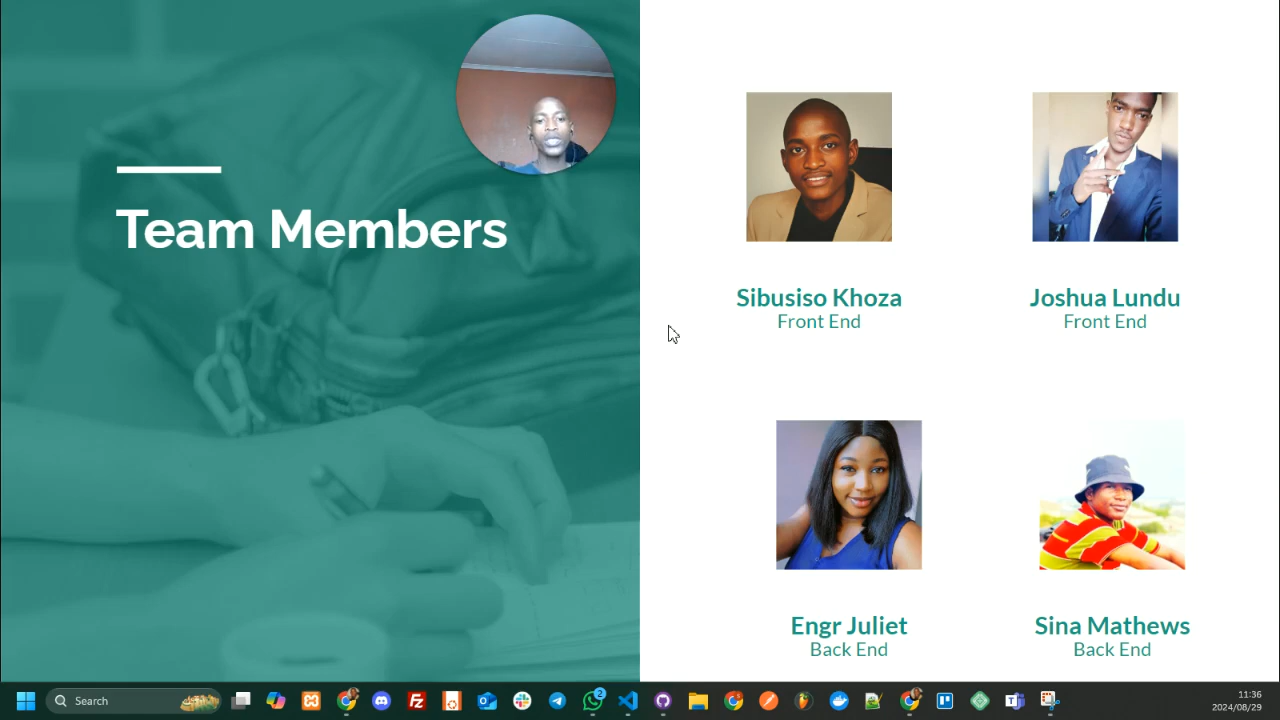 Team Members
Sibusiso Khoza
Front End
Joshua Lundu
Front End
Engr Juliet
Back End
Sina Mathews
Back End
Search
2
11:36
2024/08/29